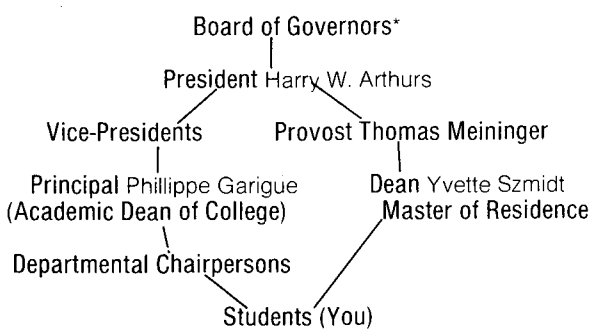 Board of Governors*
President Harry W. Arthurs
Vice-Presidents
Provost Thomas Meininger
Principal Phillippe Garigue
(Academic Dean of College)
Dean Yvette Szmidt
Master of Residence
Departmental Chairpersons
Students (You)